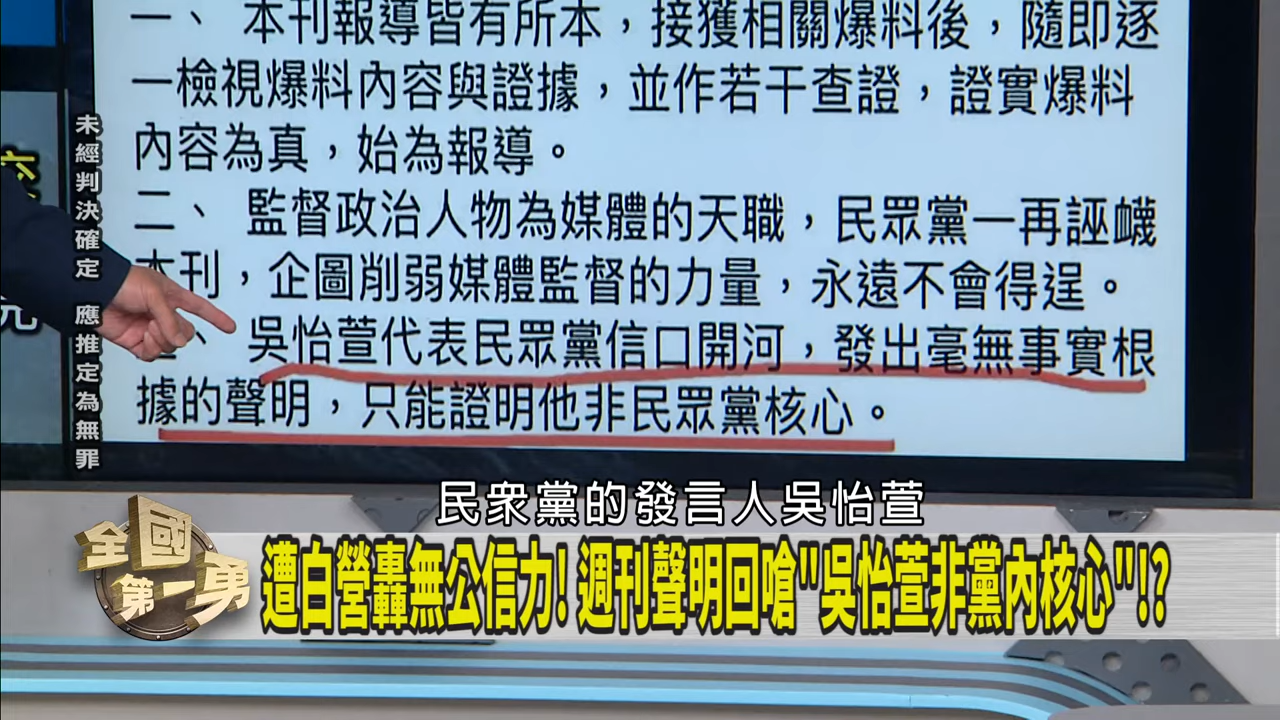 一、 本刊報導皆有所本，接獲相關爆料後，隨即逐
一檢視爆料內容與證據，並作若干查證，證實爆料
內容為真，始為報導。
二、 監督政治人物為媒體的天職，民眾黨一再誣衊
本刊，企圖削弱媒體監督的力量，永遠不會得逞。
、 吳怡萱代表民眾黨信口開河，發出毫無事實根
據的聲明，只能證明他非民眾黨核心。
未經判決確定 應推定為無罪
元
民眾黨的發言人吳怡萱
全國第一勇
遭白營轟無公信力! 週刊聲明回嗆"吳怡萱非黨內核心"!?